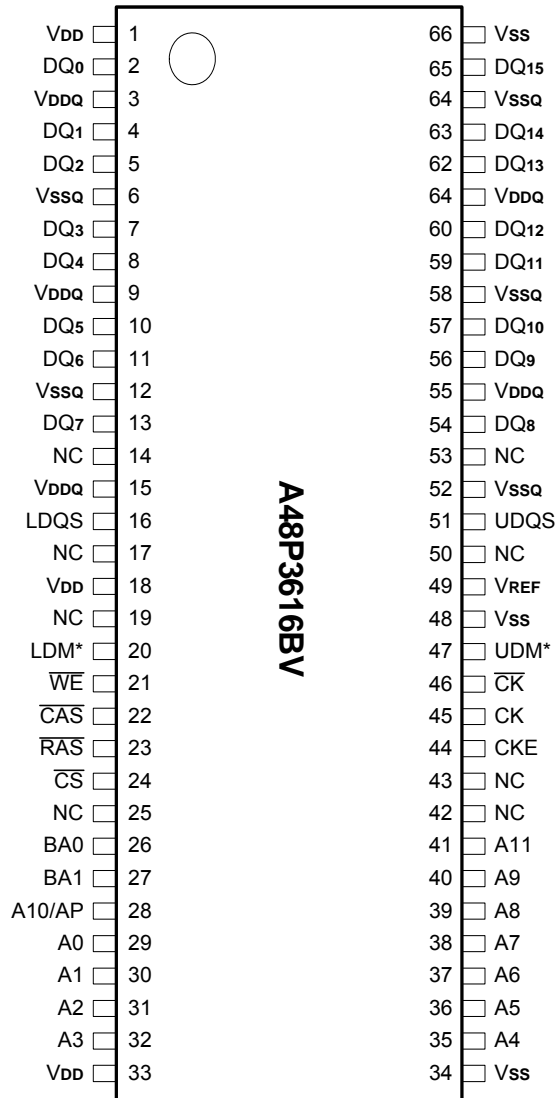 VDD 1 66 VSS
DQ0 2 65 DQ15
VDDQ 3 64 VSSQ
DQ1 4 63 DQ14
DQ2 5 62 DQ13
VSSQ 6 64 VDDQ
DQ3 7 60 DQ12
DQ4 8 59 DQ11
VDDQ 9 58 VSSQ
DQ5 10 57 DQ10
DQ6 11 56 DQ9
VSSQ 12 55 VDDQ
DQ7 13 54 DQ8
NC 14 53 NC
VDDQ 15 52 VSSQ
LDQS 16 51 UDQS
NC 17 50 NC
VDD 18 49 VREF
NC 19 48 VSS
LDM* 20 47 UDM*
W̅E̅ 21 46 C̅K̅
C̅A̅S̅ 22 45 CK
R̅A̅S̅ 23 44 CKE
C̅S̅ 24 43 NC
NC 25 42 NC
BA0 26 41 A11
BA1 27 40 A9
A10/AP 28 39 A8
A0 29 38 A7
A1 30 37 A6
A2 31 36 A5
A3 32 35 A4
VDD 33 34 VSS
A48P3616BV